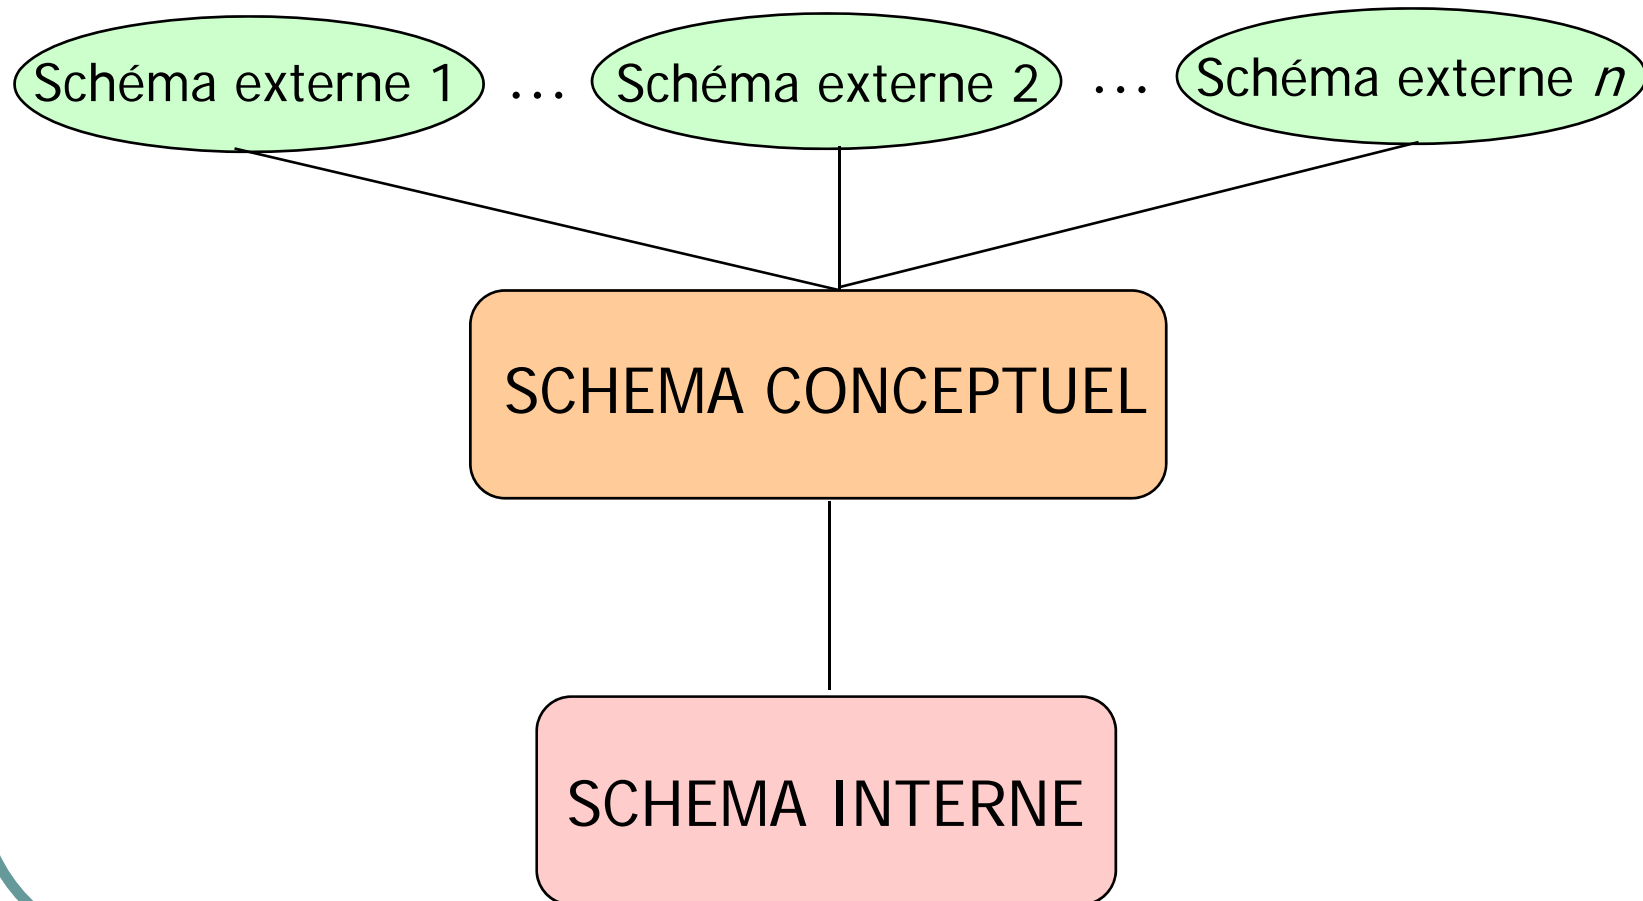 Schéma externe 1 ... Schéma externe 2 ... Schéma externe n
SCHEMA CONCEPTUEL
SCHEMA INTERNE